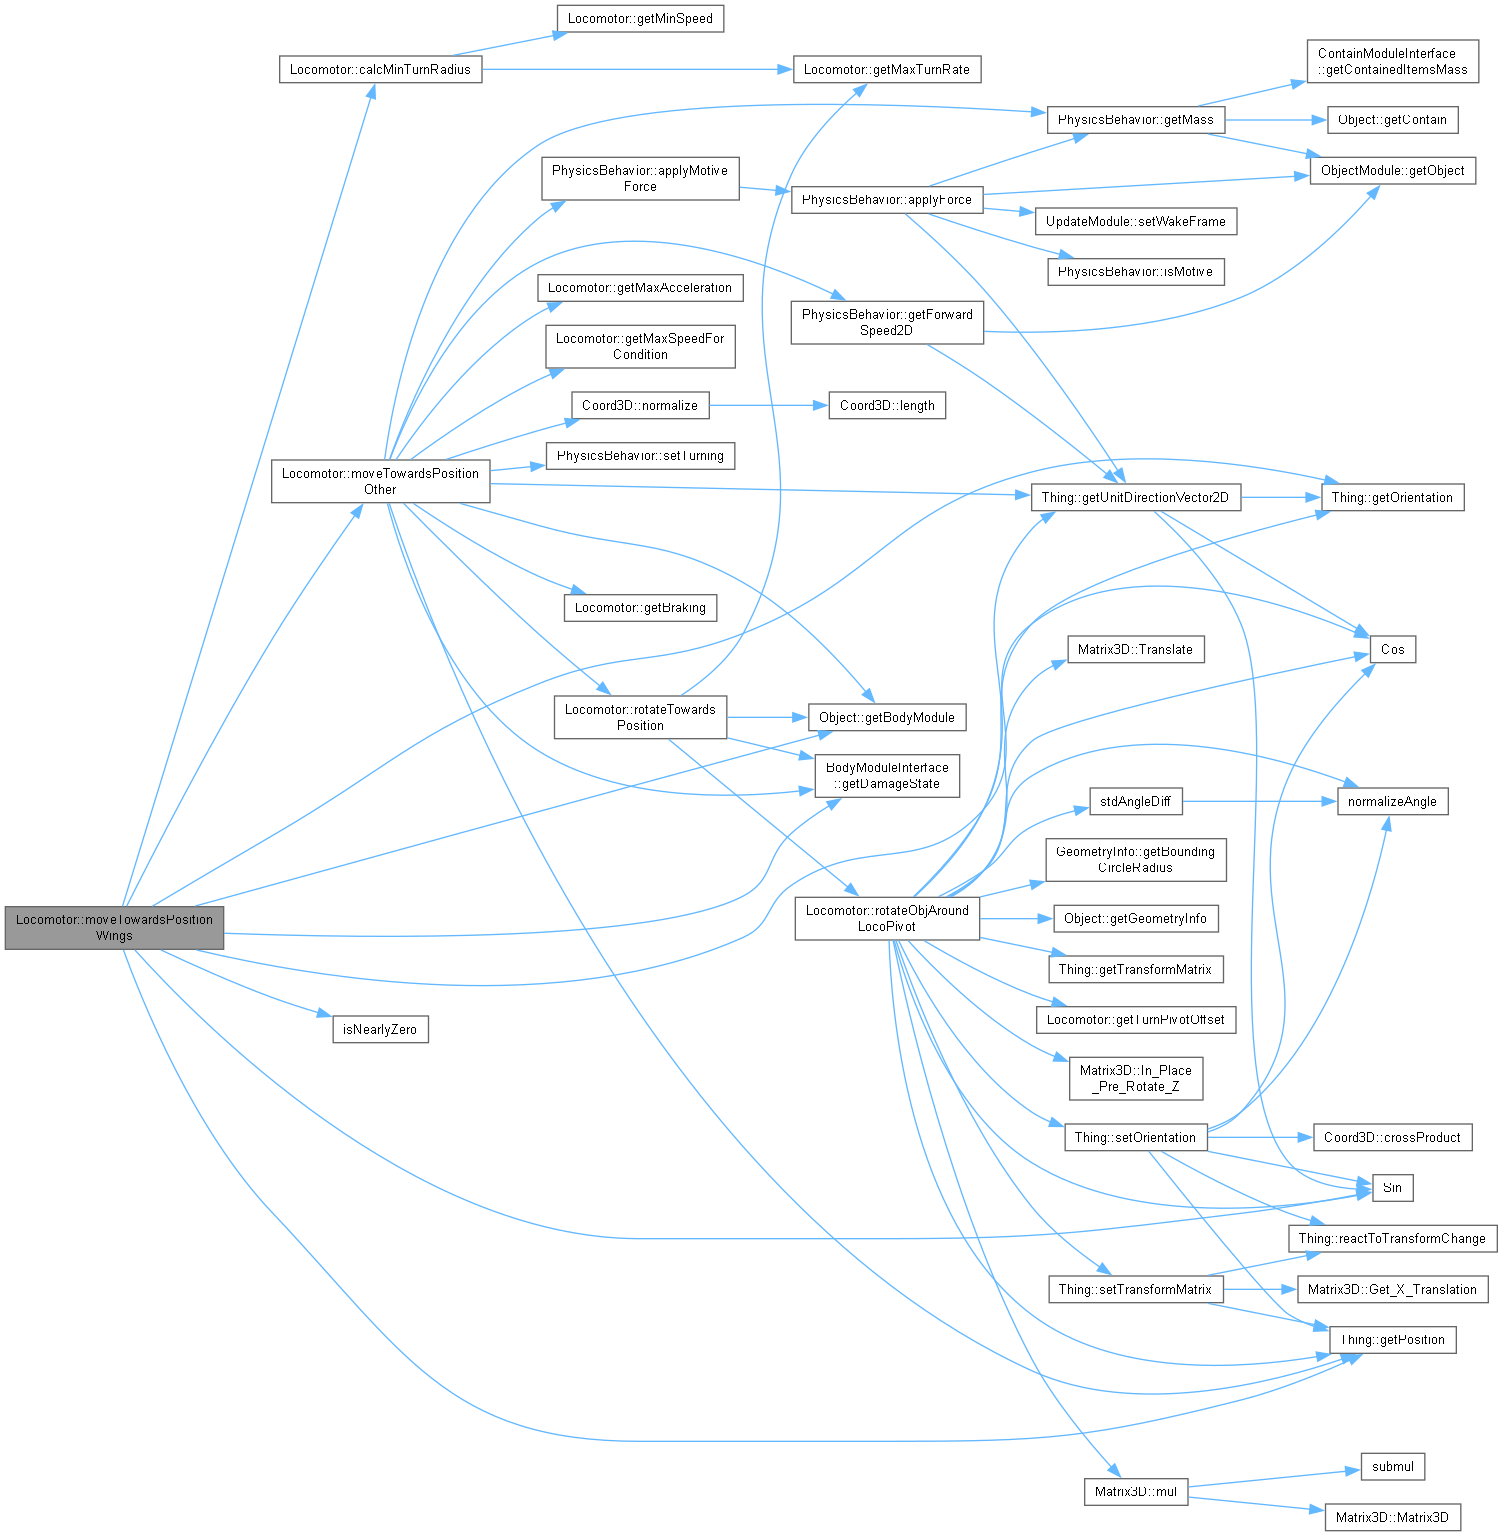 Locomotor::getMinSpeed
Locomotor::calcMinTurnRadius
Locomotor::getMaxTurnRate
ContainModuleInterface
::getContainedItemsMass
PhysicsBehavior::getMass
Object::getContain
PhysicsBehavior::applyMotive
Force
ObjectModule::getObject
PhysicsBehavior::applyForce
UpdateModule::setWakeFrame
PhysicsBehavior::isMotive
Locomotor::getMaxAcceleration
PhysicsBehavior::getForward
Speed2D
Locomotor::getMaxSpeedFor
Condition
Coord3D::normalize
Coord3D::length
PhysicsBehavior::setTurning
Locomotor::moveTowardsPosition
Other
Thing::getUnitDirectionVector2D
Thing::getOrientation
Locomotor::getBraking
Matrix3D::Translate
Cos
Locomotor::rotateTowards
Position
Object::getBodyModule
BodyModuleInterface
::getDamageState
stdAngleDiff
normalizeAngle
GeometryInfo::getBounding
CircleRadius
Locomotor::moveTowardsPosition
Wings
Locomotor::rotateObjAround
LocoPivot
Object::getGeometryInfo
Thing::getTransformMatrix
isNearlyZero
Locomotor::getTurnPivotOffset
Matrix3D::In_Place
_Pre_Rotate_Z
Thing::setOrientation
Coord3D::crossProduct
Sin
Thing::reactToTransformChange
Thing::setTransformMatrix
Matrix3D::Get_X_Translation
Thing::getPosition
submul
Matrix3D::mul
Matrix3D::Matrix3D